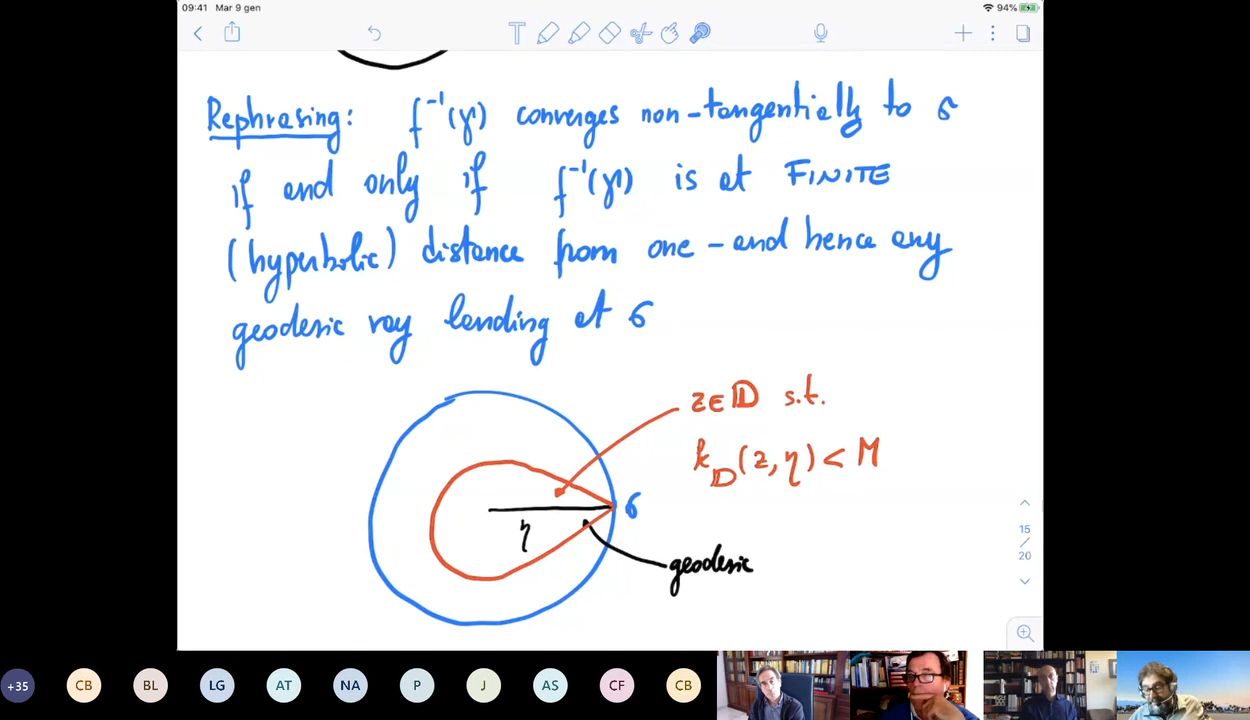 09:41 Mar 9 gen
94%
Rephrasing: f⁻¹(γ) converges non-tangentially to σ
if and only if f⁻¹(γ) is at FINITE
(hyperbolic) distance from one - and hence any
geodesic ray landing at σ
z∈𝔻 s.t.
k_𝔻(z, η) < M
σ
η
geodesic
15
/
20
+35
CB
BL
LG
AT
NA
P
J
AS
CF
CB